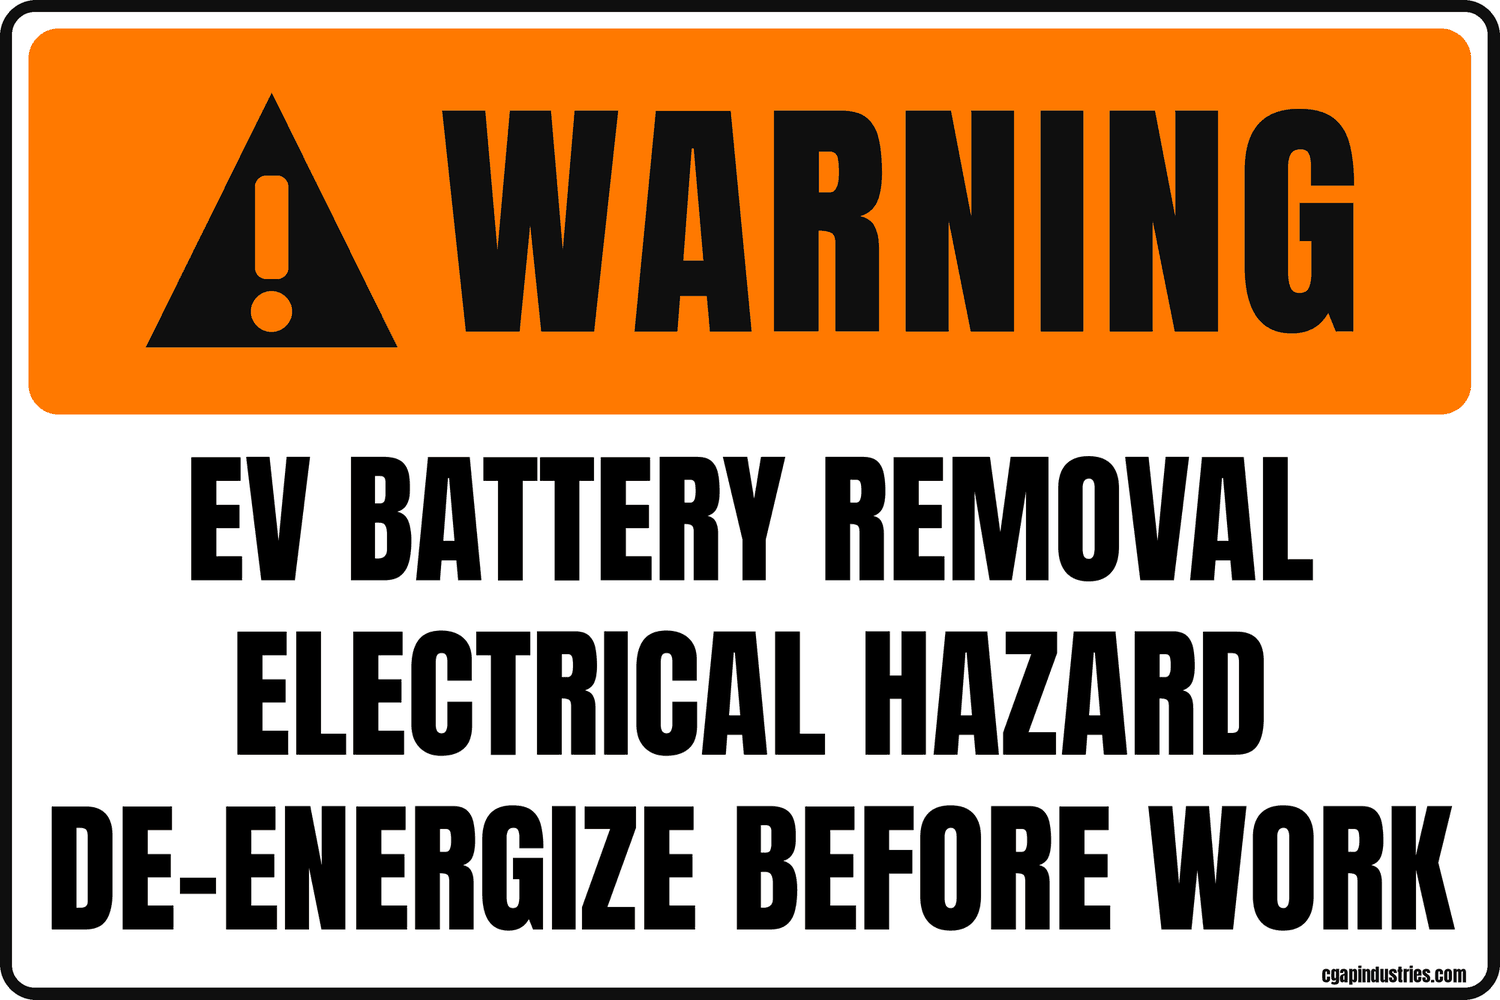 WARNING
EV BATTERY REMOVAL
ELECTRICAL HAZARD
DE-ENERGIZE BEFORE WORK
cgapindustries.com